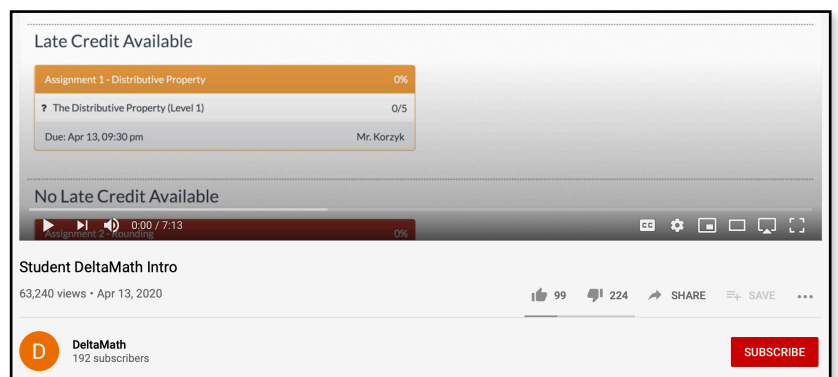 Late Credit Available
Assignment 1 - Distributive Property 0%
? The Distributive Property (Level 1) 0/5
Due: Apr 13, 09:30 pm Mr. Korzyk
No Late Credit Available
0:00 / 7:13 CC
Assignment 2 - Rounding 0%
Student DeltaMath Intro
63,240 views • Apr 13, 2020 99 224 SHARE SAVE
D DeltaMath
192 subscribers SUBSCRIBE